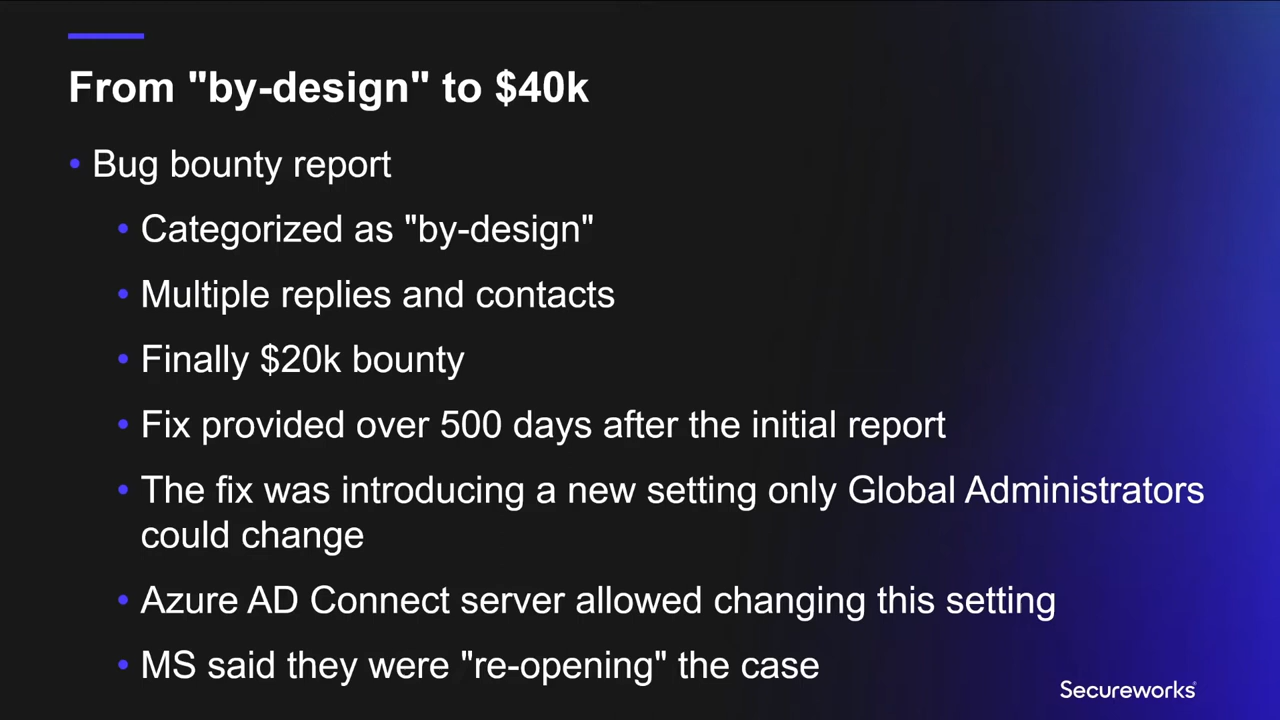 From "by-design" to $40k
• Bug bounty report
• Categorized as "by-design"
• Multiple replies and contacts
• Finally $20k bounty
• Fix provided over 500 days after the initial report
• The fix was introducing a new setting only Global Administrators
could change
• Azure AD Connect server allowed changing this setting
• MS said they were "re-opening" the case
Secureworks®